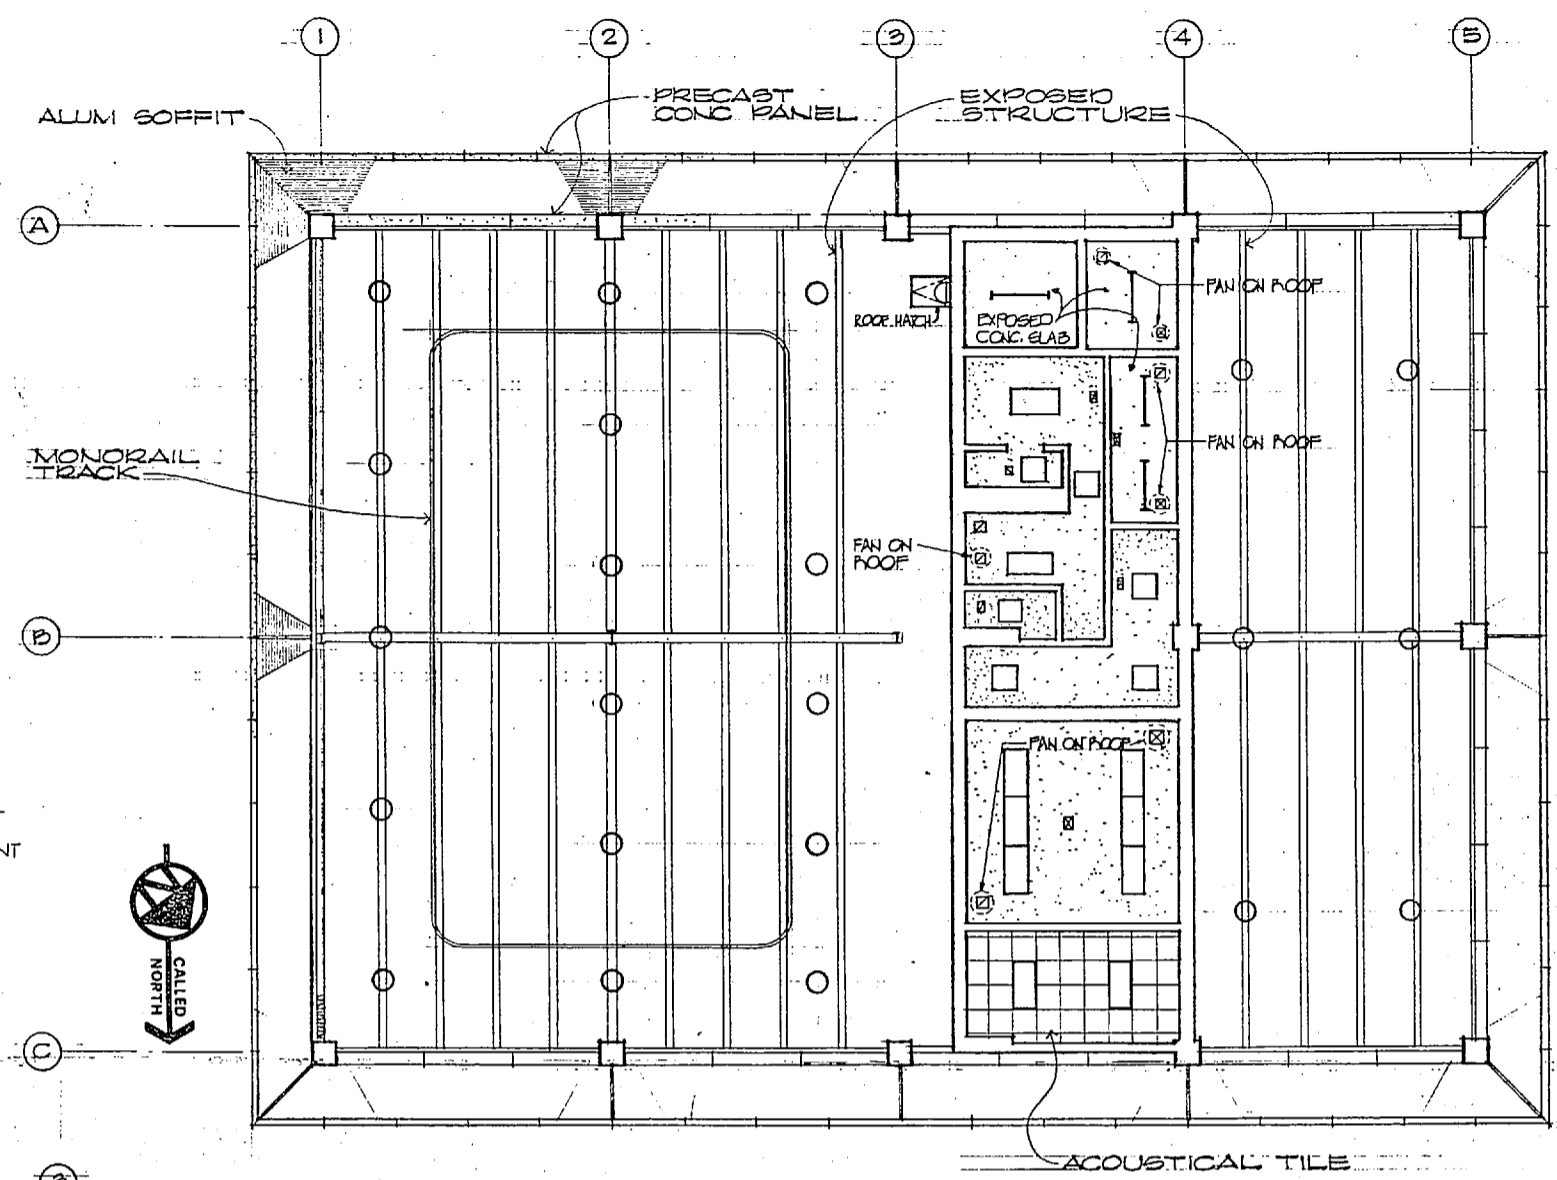 1
2
3
4
5
ALUM SOFFIT
PRECAST
CONC PANEL
EXPOSED
STRUCTURE
A
FAN ON ROOF
ROOF HATCH
EXPOSED
CONC. SLAB
MONORAIL
TRACK
FAN ON ROOF
FAN ON
ROOF
B
FAN ON ROOF
NT
CALLED
NORTH
C
ACOUSTICAL TILE